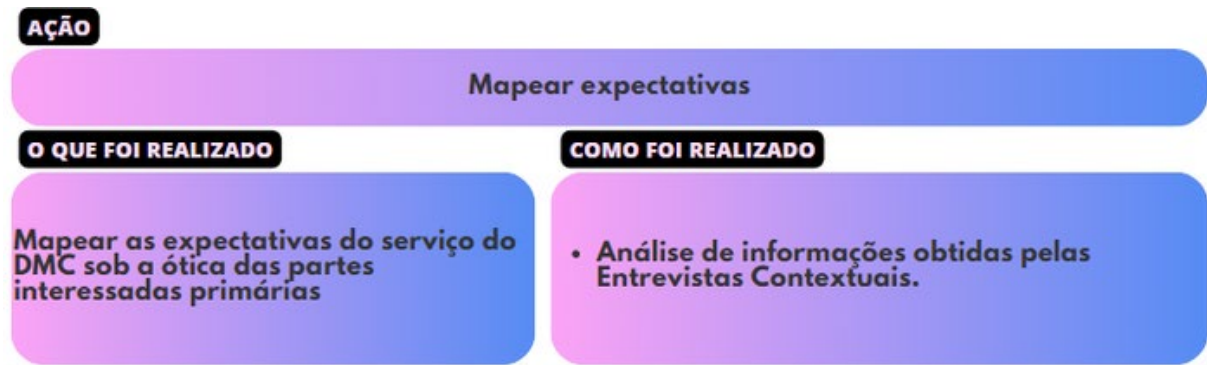 AÇÃO
Mapear expectativas
O QUE FOI REALIZADO
COMO FOI REALIZADO
Mapear as expectativas do serviço do
DMC sob a ótica das partes
interessadas primárias
• Análise de informações obtidas pelas
Entrevistas Contextuais.